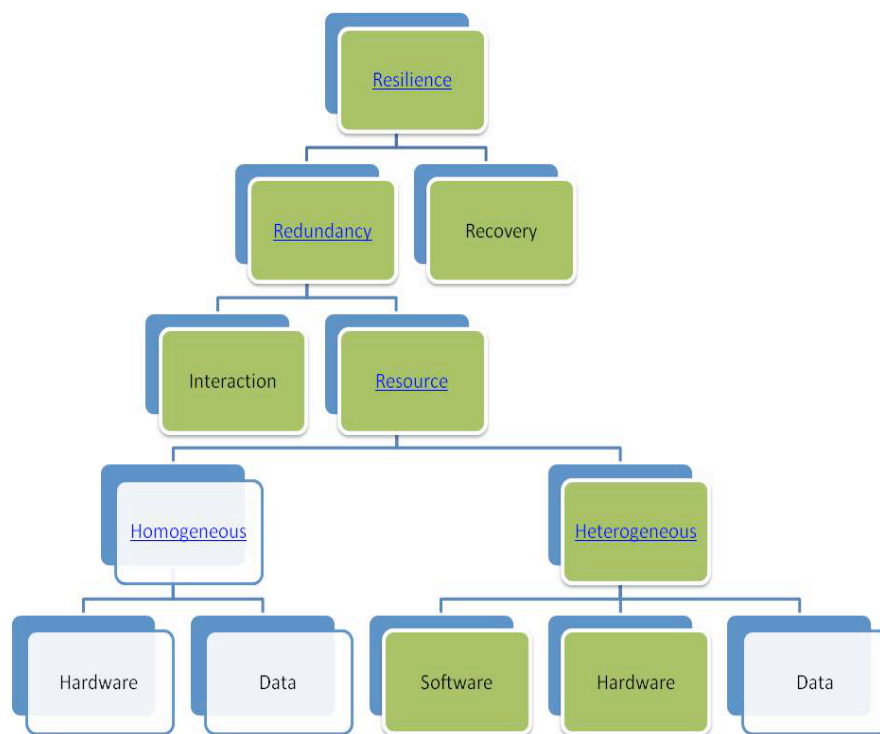 Resilience
Redundancy
Recovery
Interaction
Resource
Homogeneous
Heterogeneous
Hardware
Data
Software
Hardware
Data